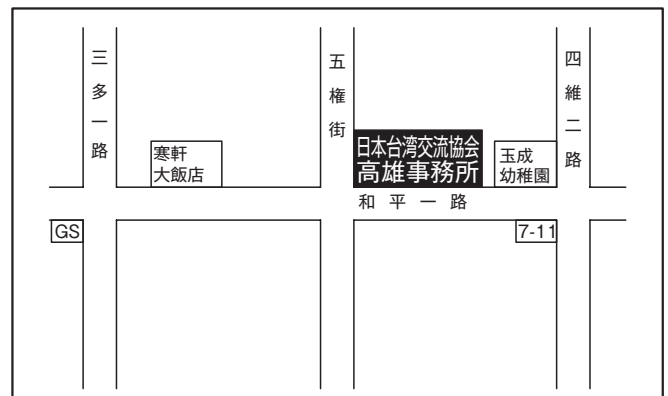 三多一路
五権街
四維二路
寒軒
大飯店
日本台湾交流協会
高雄事務所
玉成
幼稚園
和平一路
GS
7-11